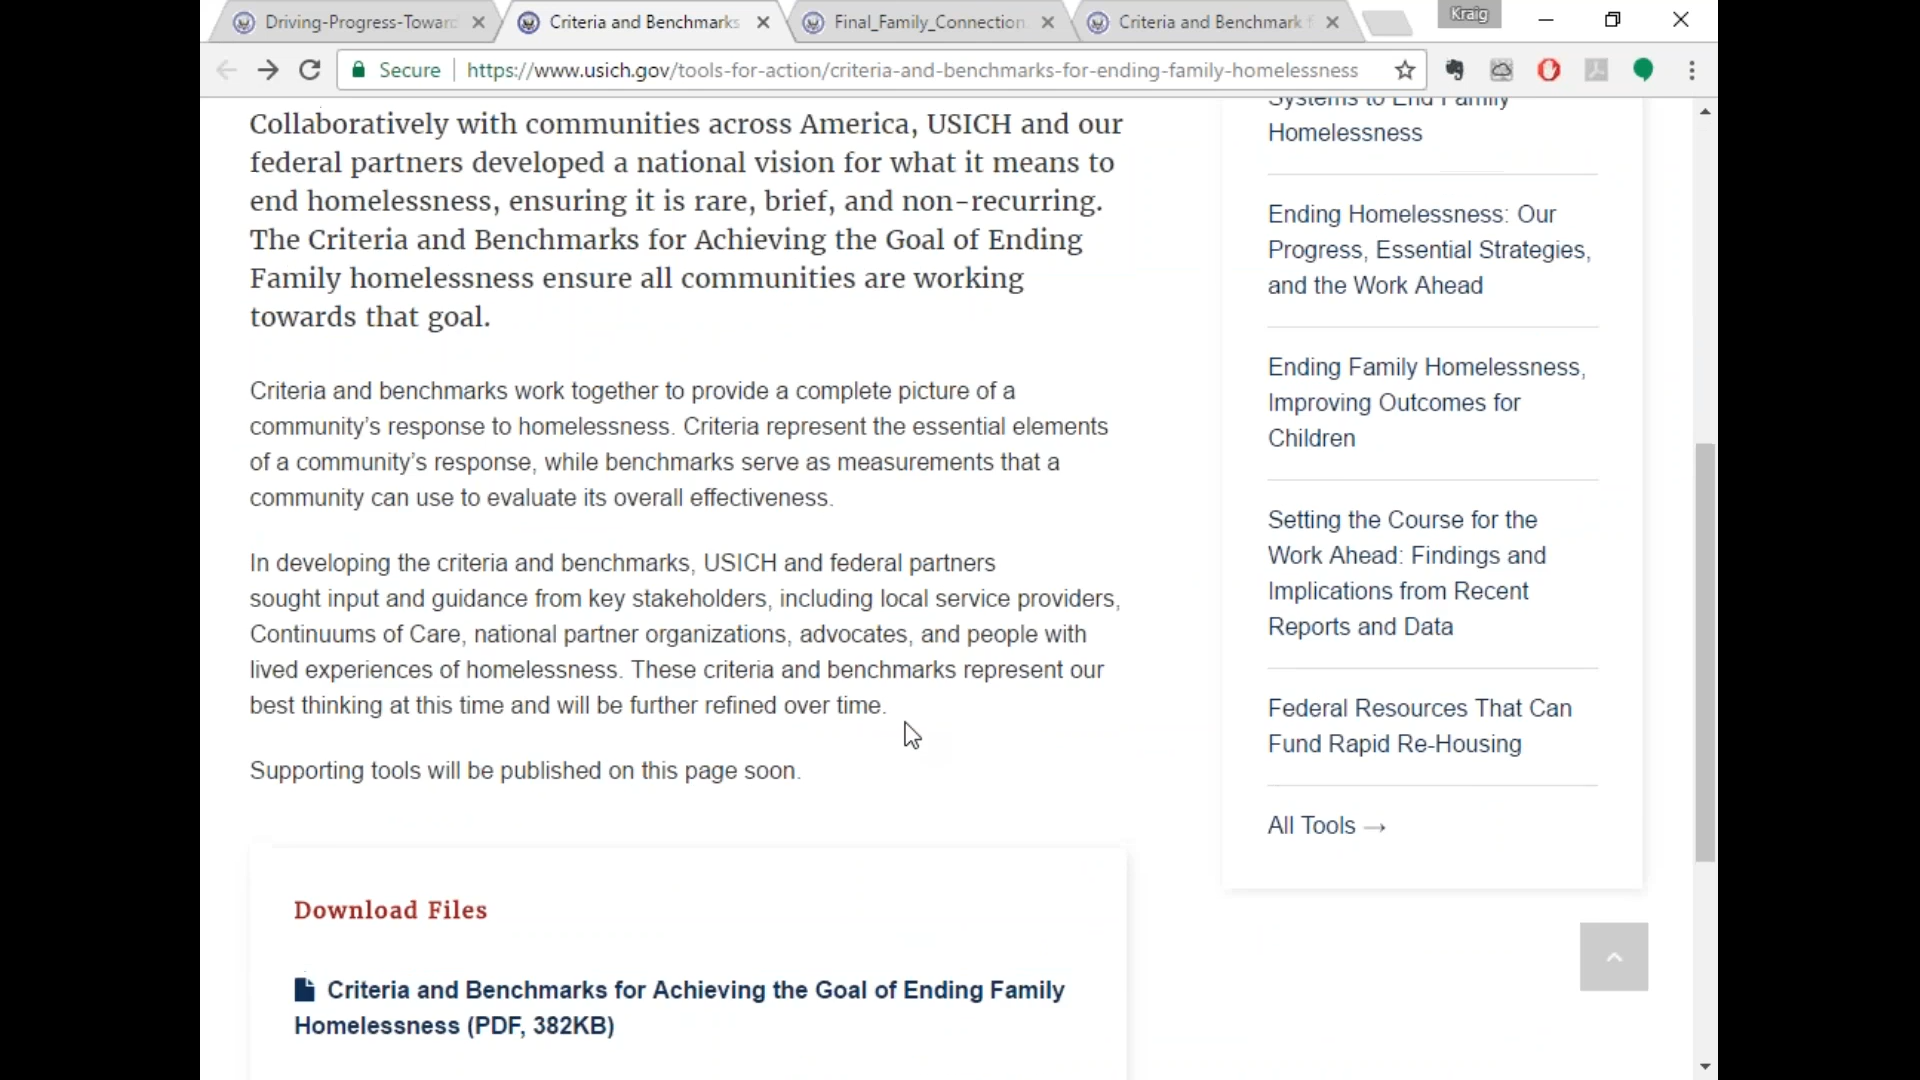 Driving-Progress-Toward
Criteria and Benchmarks
Final_Family_Connection
Criteria and Benchmark f
Kraig
Secure
https://www.usich.gov/tools-for-action/criteria-and-benchmarks-for-ending-family-homelessness
Collaboratively with communities across America, USICH and our
federal partners developed a national vision for what it means to
end homelessness, ensuring it is rare, brief, and non-recurring.
The Criteria and Benchmarks for Achieving the Goal of Ending
Family homelessness ensure all communities are working
towards that goal.
Criteria and benchmarks work together to provide a complete picture of a
community’s response to homelessness. Criteria represent the essential elements
of a community’s response, while benchmarks serve as measurements that a
community can use to evaluate its overall effectiveness.
In developing the criteria and benchmarks, USICH and federal partners
sought input and guidance from key stakeholders, including local service providers,
Continuums of Care, national partner organizations, advocates, and people with
lived experiences of homelessness. These criteria and benchmarks represent our
best thinking at this time and will be further refined over time.
Supporting tools will be published on this page soon.
Download Files
Criteria and Benchmarks for Achieving the Goal of Ending Family
Homelessness (PDF, 382KB)
Systems to End Family
Homelessness
Ending Homelessness: Our
Progress, Essential Strategies,
and the Work Ahead
Ending Family Homelessness,
Improving Outcomes for
Children
Setting the Course for the
Work Ahead: Findings and
Implications from Recent
Reports and Data
Federal Resources That Can
Fund Rapid Re-Housing
All Tools →